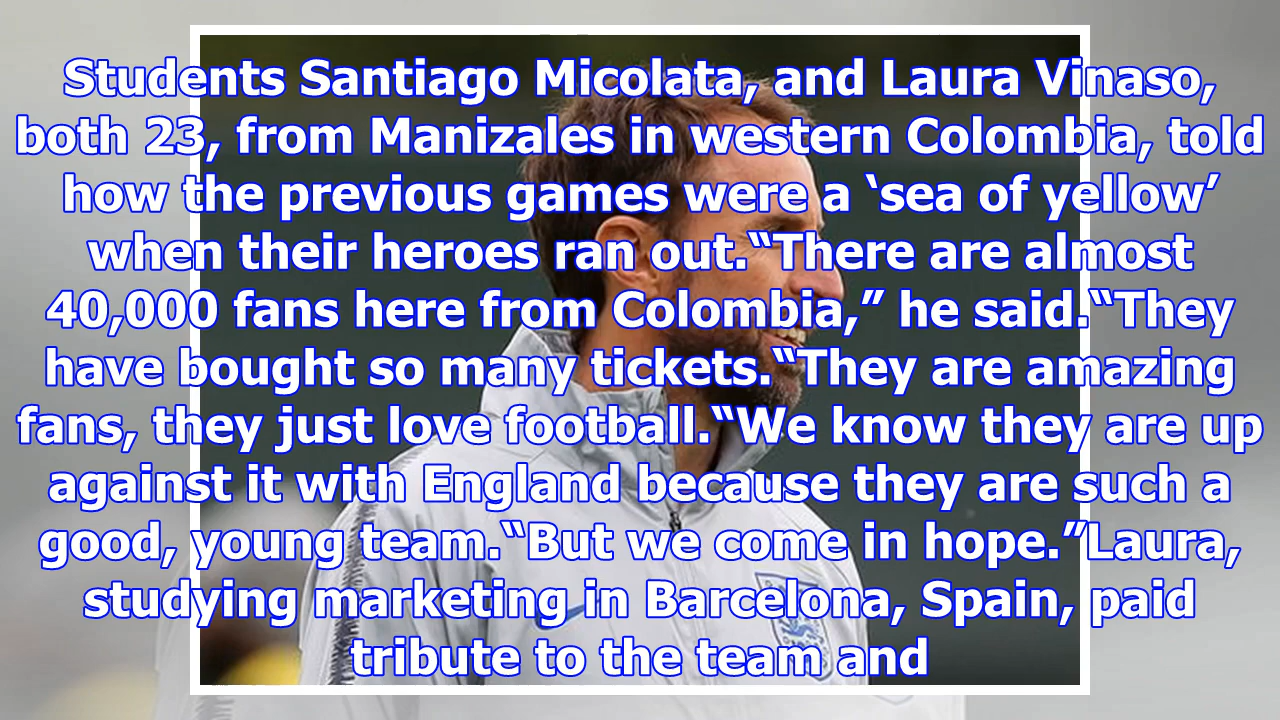 Students Santiago Micolata, and Laura Vinaso,
both 23, from Manizales in western Colombia, told
how the previous games were a ‘sea of yellow’
when their heroes ran out.“There are almost
40,000 fans here from Colombia,” he said.“They
have bought so many tickets.“They are amazing
fans, they just love football.“We know they are up
against it with England because they are such a
good, young team.“But we come in hope.”Laura,
studying marketing in Barcelona, Spain, paid
tribute to the team and